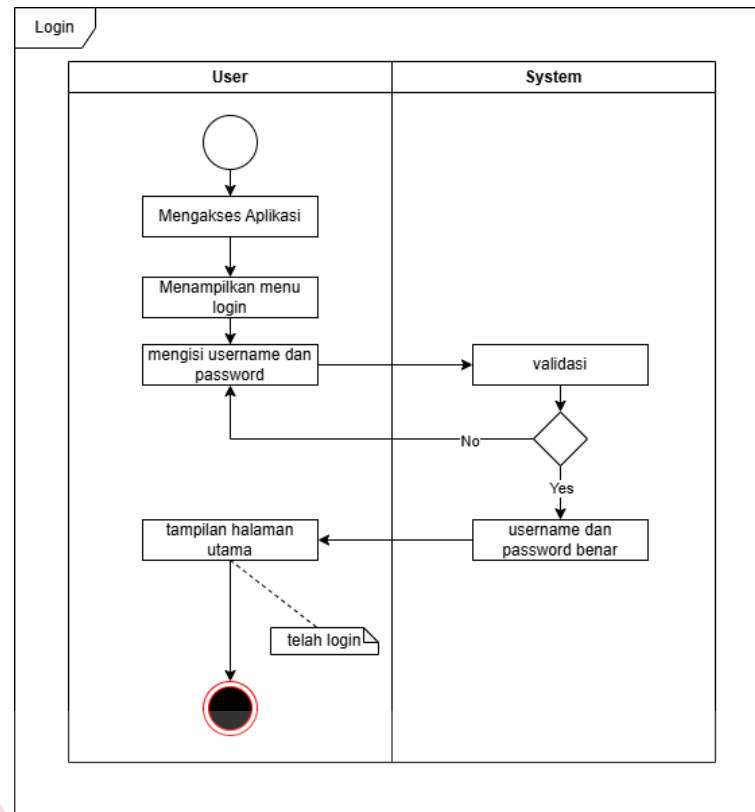 Login
User
System
Mengakses Aplikasi
Menampilkan menu
login
mengisi username dan
password
validasi
No
Yes
tampilan halaman
utama
username dan
password benar
telah login